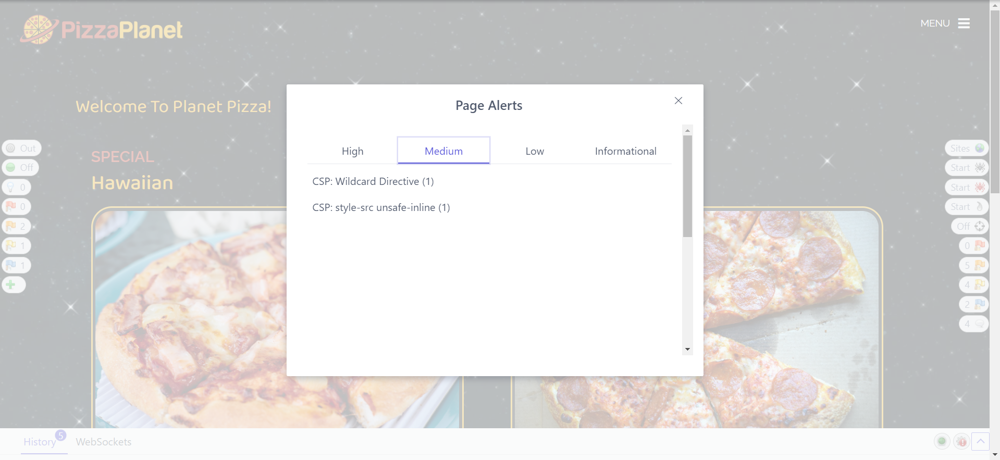 PizzaPlanet
MENU
Welcome To Planet Pizza!
SPECIAL
Hawaiian
Out
Off
0
0
2
1
1
Page Alerts
High
Medium
Low
Informational
CSP: Wildcard Directive (1)
CSP: style-src unsafe-inline (1)
Sites
Start
Start
Start
Off
0
5
4
2
4
History 5
WebSockets